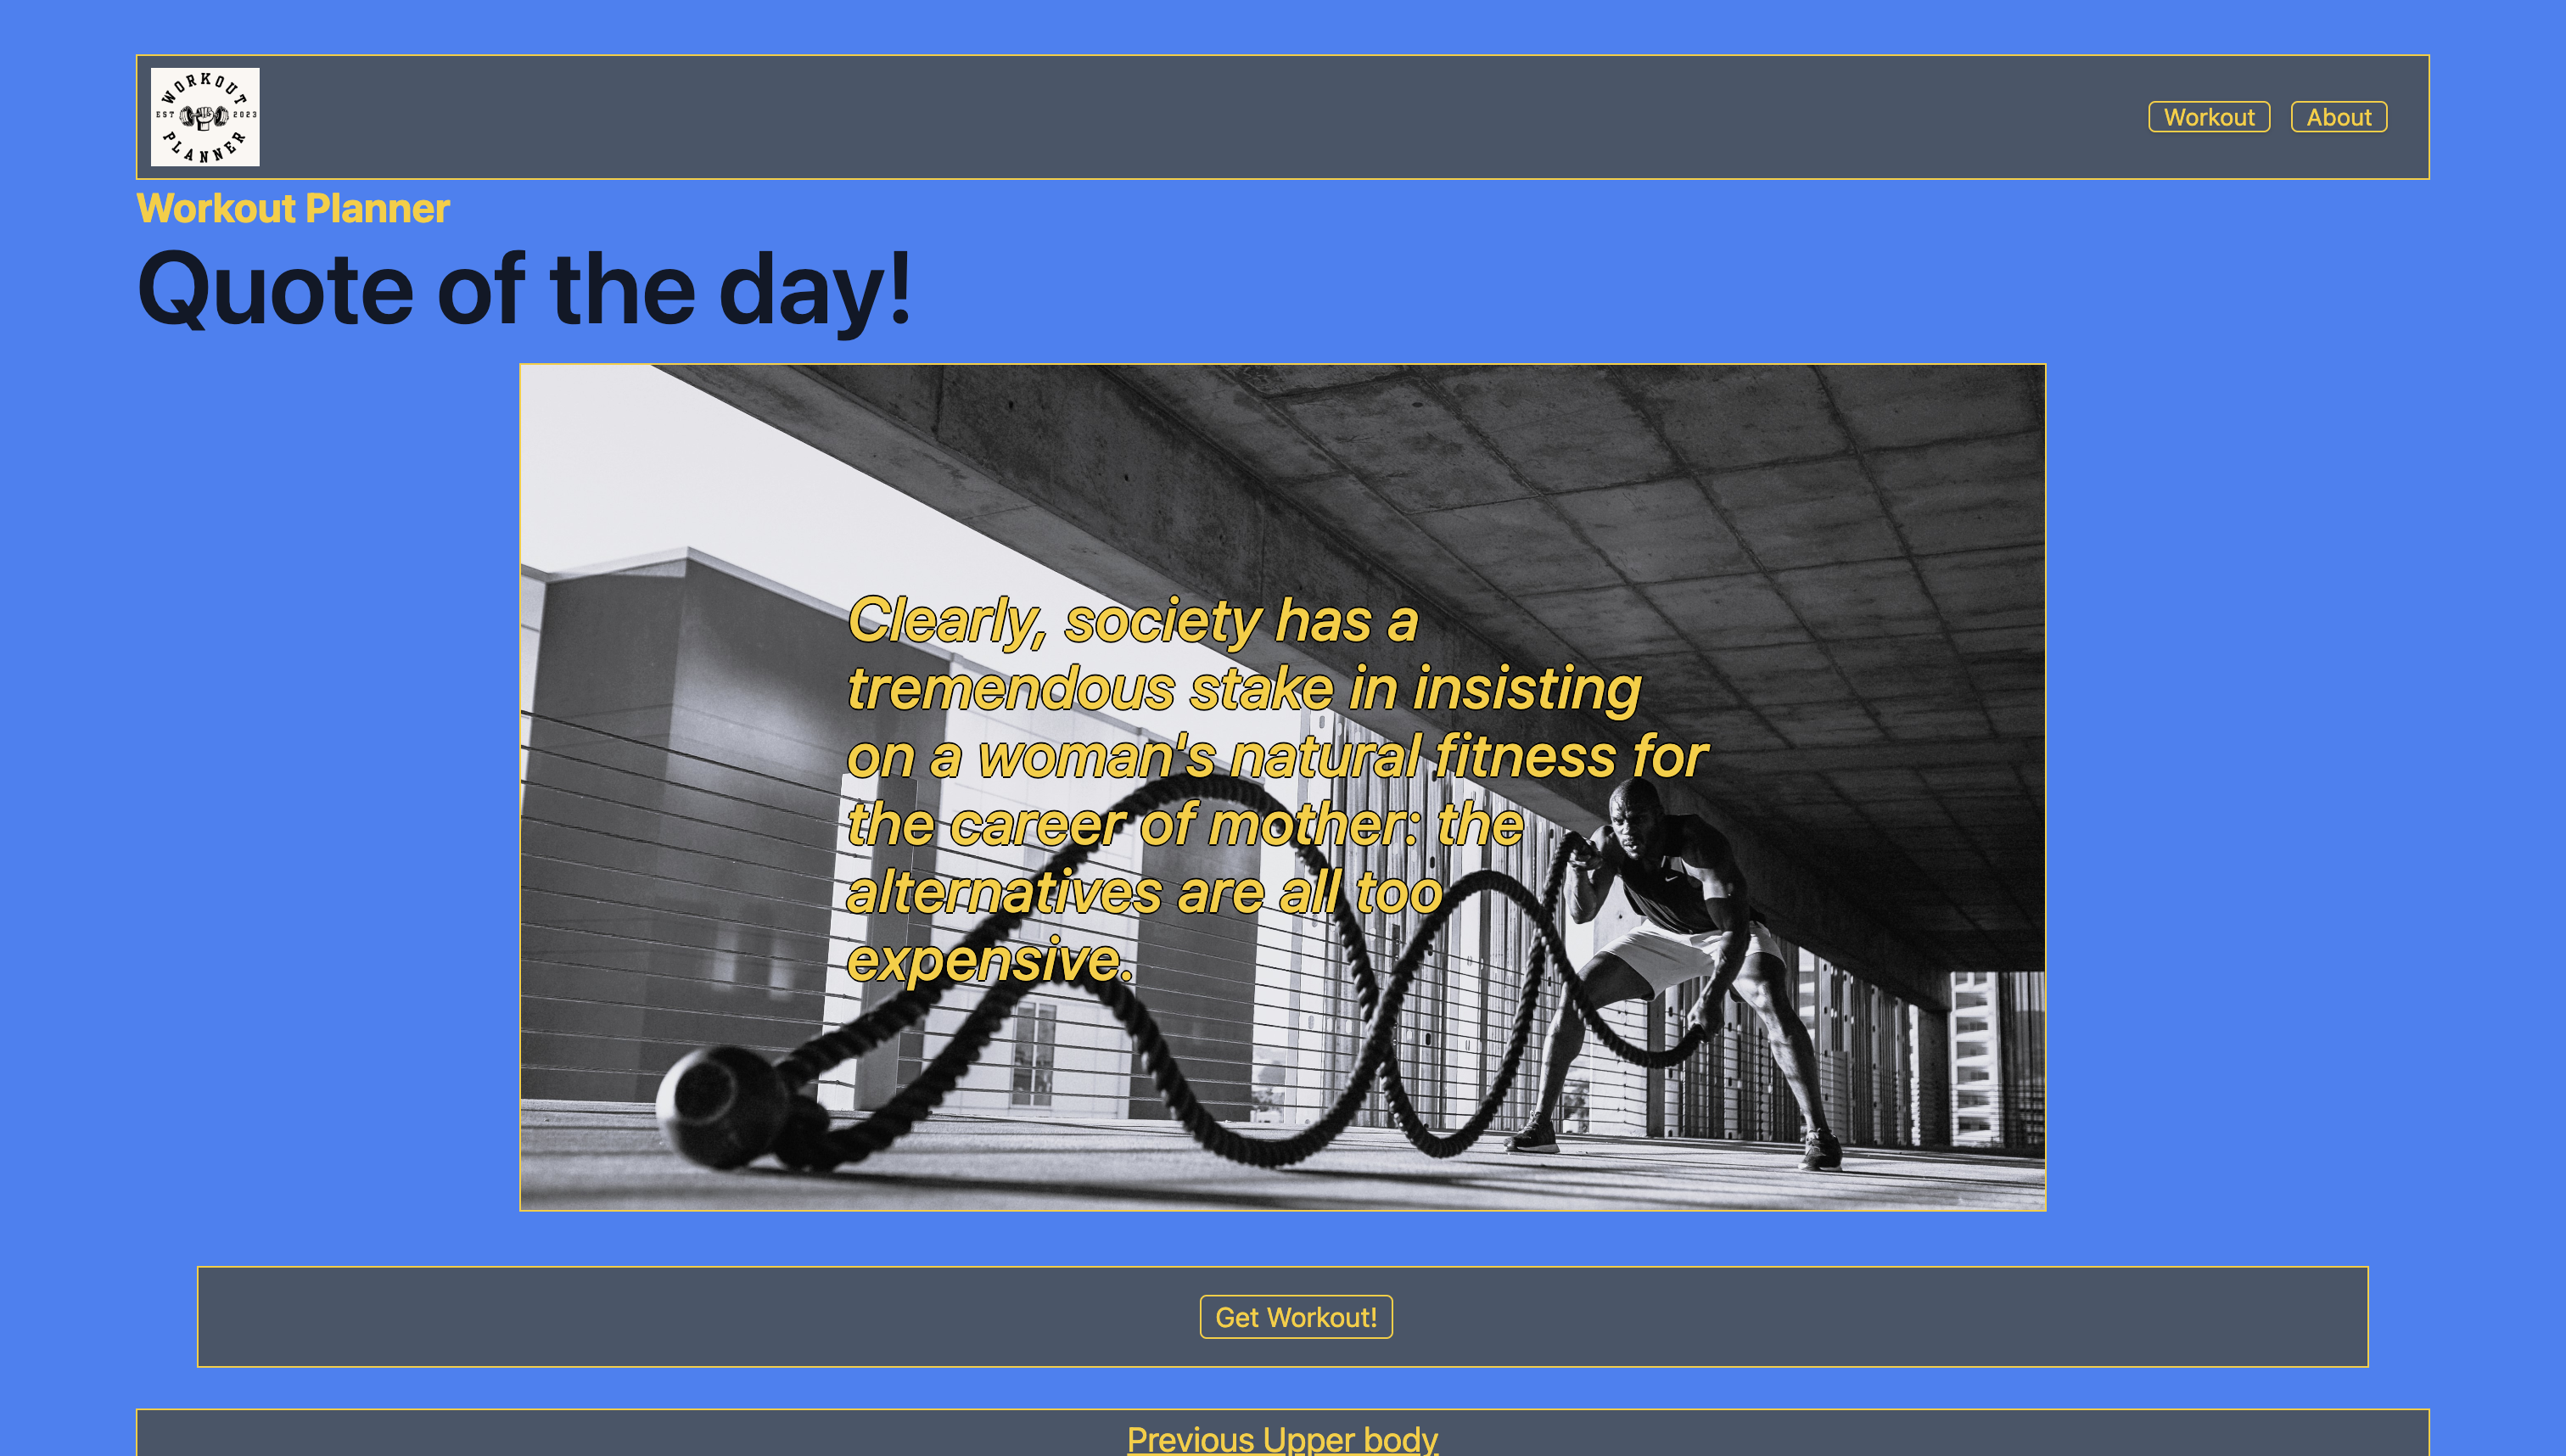 WORKOUT
EST 2023
PLANNER
Workout
About
Workout Planner
Quote of the day!
Clearly, society has a
tremendous stake in insisting
on a woman's natural fitness for
the career of mother: the
alternatives are all too
expensive.
Get Workout!
Previous Upper body